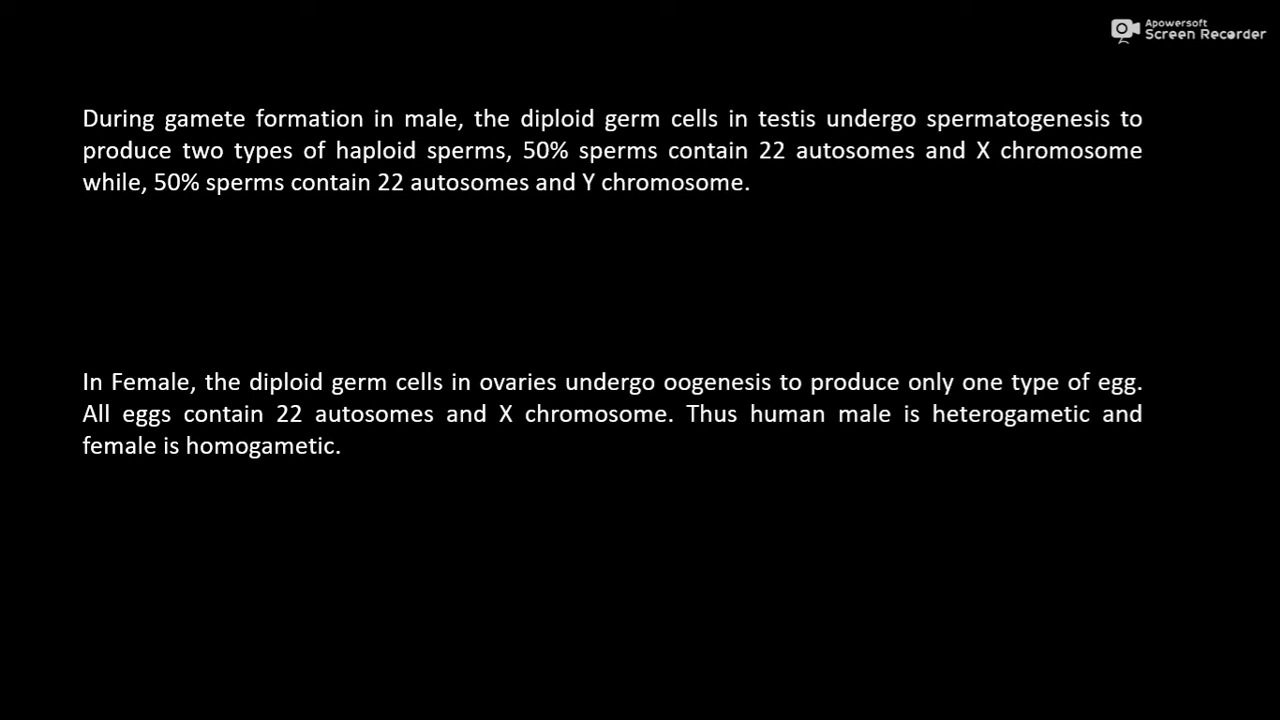 Apowersoft
Screen Recorder
During gamete formation in male, the diploid germ cells in testis undergo spermatogenesis to
produce two types of haploid sperms, 50% sperms contain 22 autosomes and X chromosome
while, 50% sperms contain 22 autosomes and Y chromosome.
In Female, the diploid germ cells in ovaries undergo oogenesis to produce only one type of egg.
All eggs contain 22 autosomes and X chromosome. Thus human male is heterogametic and
female is homogametic.